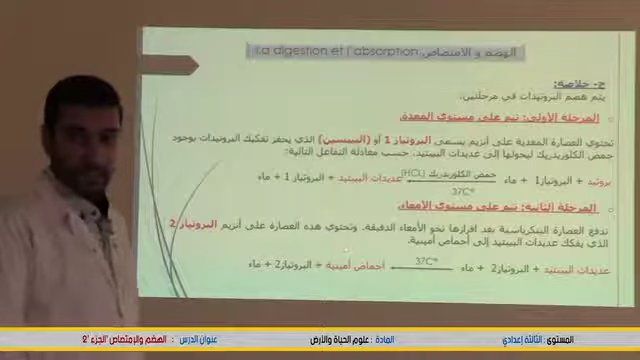 الهضم و الامتصاص La digestion et l'absorption
ج- خلاصة:
يتم هضم البروتيدات في مرحلتين:
المرحلة الأولى: تتم على مستوى المعدة.
تحتوي العصارة المعدية على أنزيم يسمى البروتياز 1 أو (البيبسين) الذي يحفز تفكيك البروتيدات بوجود
حمض الكلوريدريك ليحولها إلى عديدات الببتيد، حسب معادلة التفاعل التالية:
بروتيد + البروتياز1 + ماء حمض الكلوريدريك (HCL) 37C° عديدات الببتيد + البروتياز 1 + ماء
المرحلة الثانية: تتم على مستوى الأمعاء.
تدفع العصارة البنكرياسية بعد افرازها نحو الأمعاء الدقيقة. وتحتوي هذه العصارة على أنزيم البروتياز 2
الذي يفكك عديدات الببتيد إلى أحماض أمينية.
عديدات الببتيد + البروتياز2 + ماء 37C° أحماض أمينية + البروتياز2 + ماء
المستوى : الثالثة إعدادي المادة : علوم الحياة والأرض عنوان الدرس : الهضم والإمتصاص "الجزء 2"